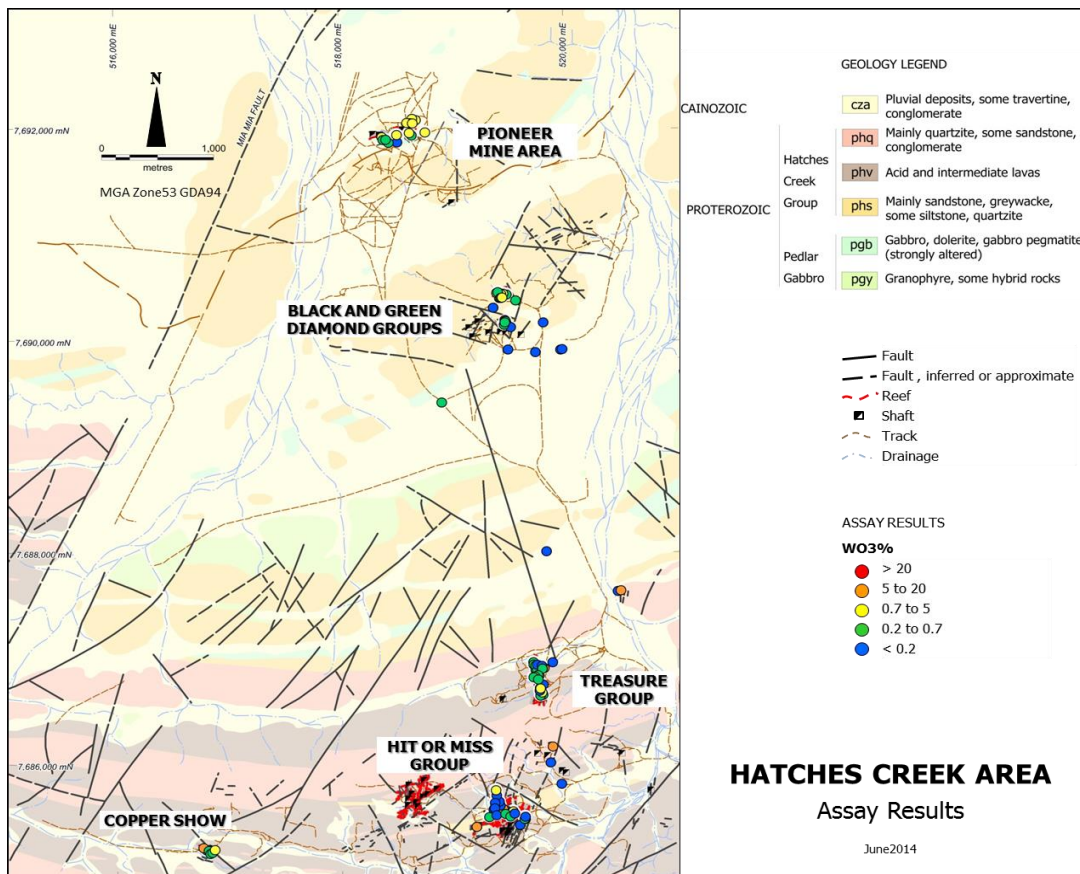 516,000 mE
518,000 mE
520,000 mE
MIA MIA FAULT
N
7,692,000 mN
0
1,000
metres
MGA Zone53 GDA94
PIONEER
MINE AREA
BLACK AND GREEN
DIAMOND GROUPS
7,690,000 mN
7,688,000 mN
TREASURE
GROUP
HIT OR MISS
GROUP
7,686,000 mN
COPPER SHOW
GEOLOGY LEGEND
CAINOZOIC
cza
Pluvial deposits, some travertine,
conglomerate
PROTEROZOIC
Hatches
Creek
Group
phq
Mainly quartzite, some sandstone,
conglomerate
phv
Acid and intermediate lavas
phs
Mainly sandstone, greywacke,
some siltstone, quartzite
Pedlar
Gabbro
pgb
Gabbro, dolerite, gabbro pegmatite
(strongly altered)
pgy
Granophyre, some hybrid rocks
Fault
Fault , inferred or approximate
Reef
Shaft
Track
Drainage
ASSAY RESULTS
WO3%
> 20
5 to 20
0.7 to 5
0.2 to 0.7
< 0.2
HATCHES CREEK AREA
Assay Results
June2014